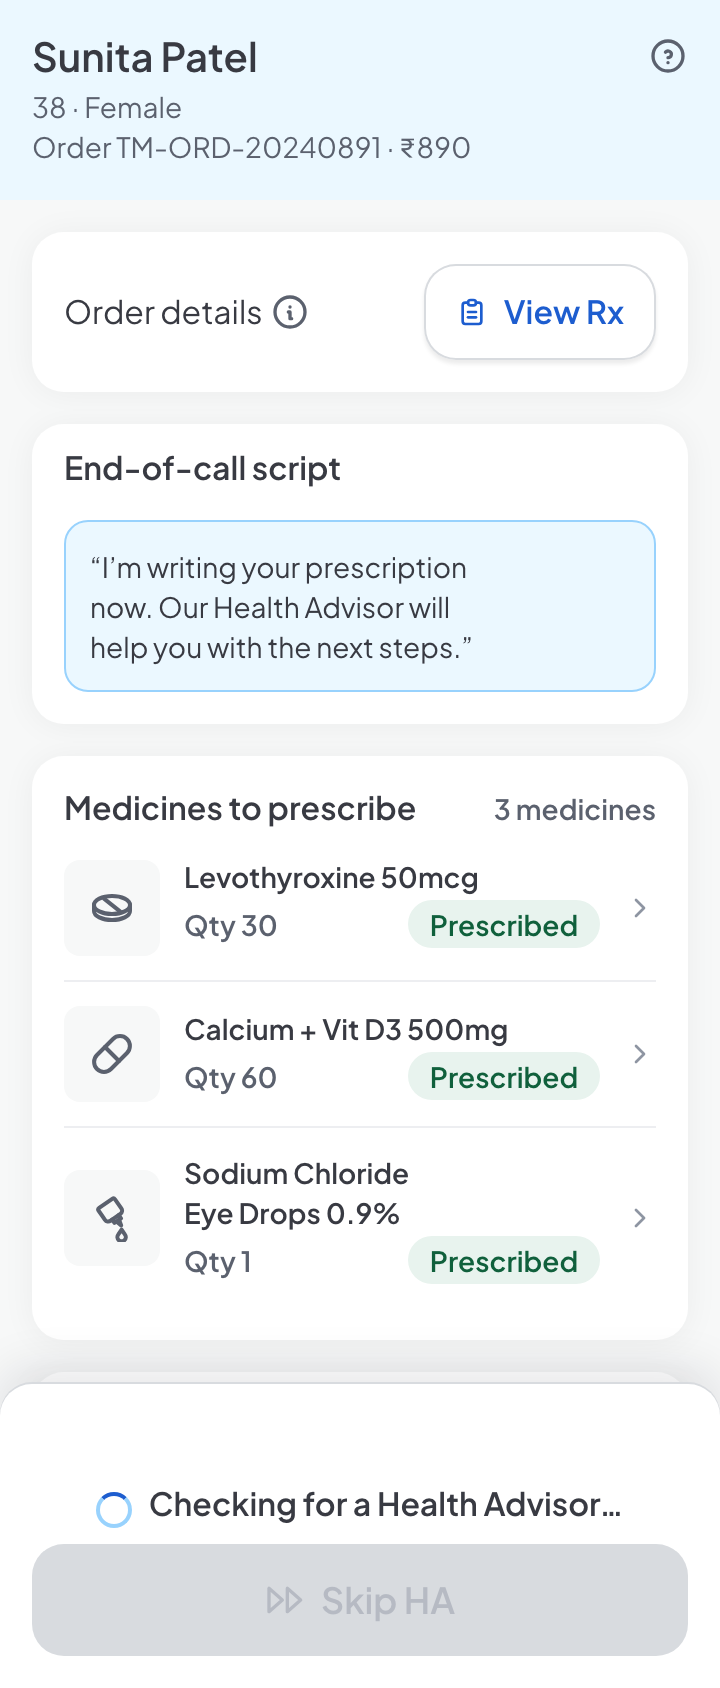 Sunita Patel
38 · Female
Order TM-ORD-20240891 · ₹890
Order details
View Rx
End-of-call script
“I’m writing your prescription
now. Our Health Advisor will
help you with the next steps.”
Medicines to prescribe
3 medicines
Levothyroxine 50mcg
Qty 30
Prescribed
Calcium + Vit D3 500mg
Qty 60
Prescribed
Sodium Chloride
Eye Drops 0.9%
Qty 1
Prescribed
Checking for a Health Advisor...
Skip HA